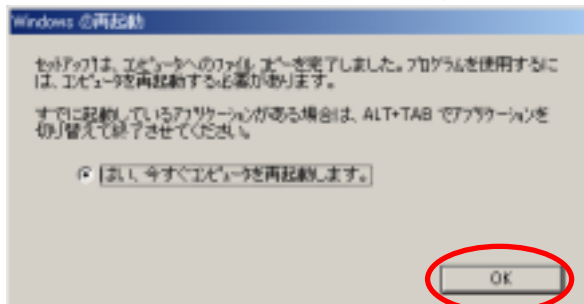 Windows の再起動
セットアップは、コンピュータへのファイル コピーを完了しました。プログラムを使用するに
は、コンピュータを再起動する必要があります。
すでに起動しているアプリケーションがある場合は、ALT+TAB でアプリケーションを
切り替えて終了させてください。
はい、今すぐコンピュータを再起動します。
OK